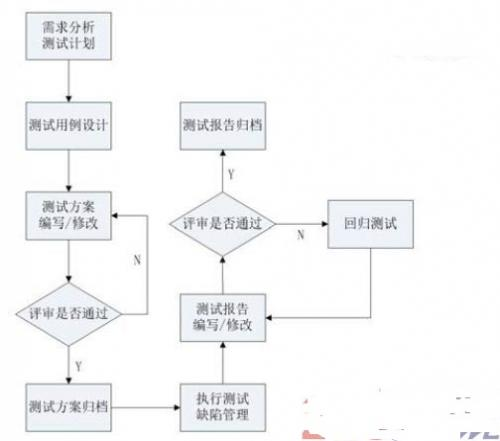 需求分析
测试计划
测试用例设计
测试方案
编写/修改
N
评审是否通过
Y
测试方案归档
执行测试
缺陷管理
测试报告
编写/修改
评审是否通过
N
回归测试
Y
测试报告归档